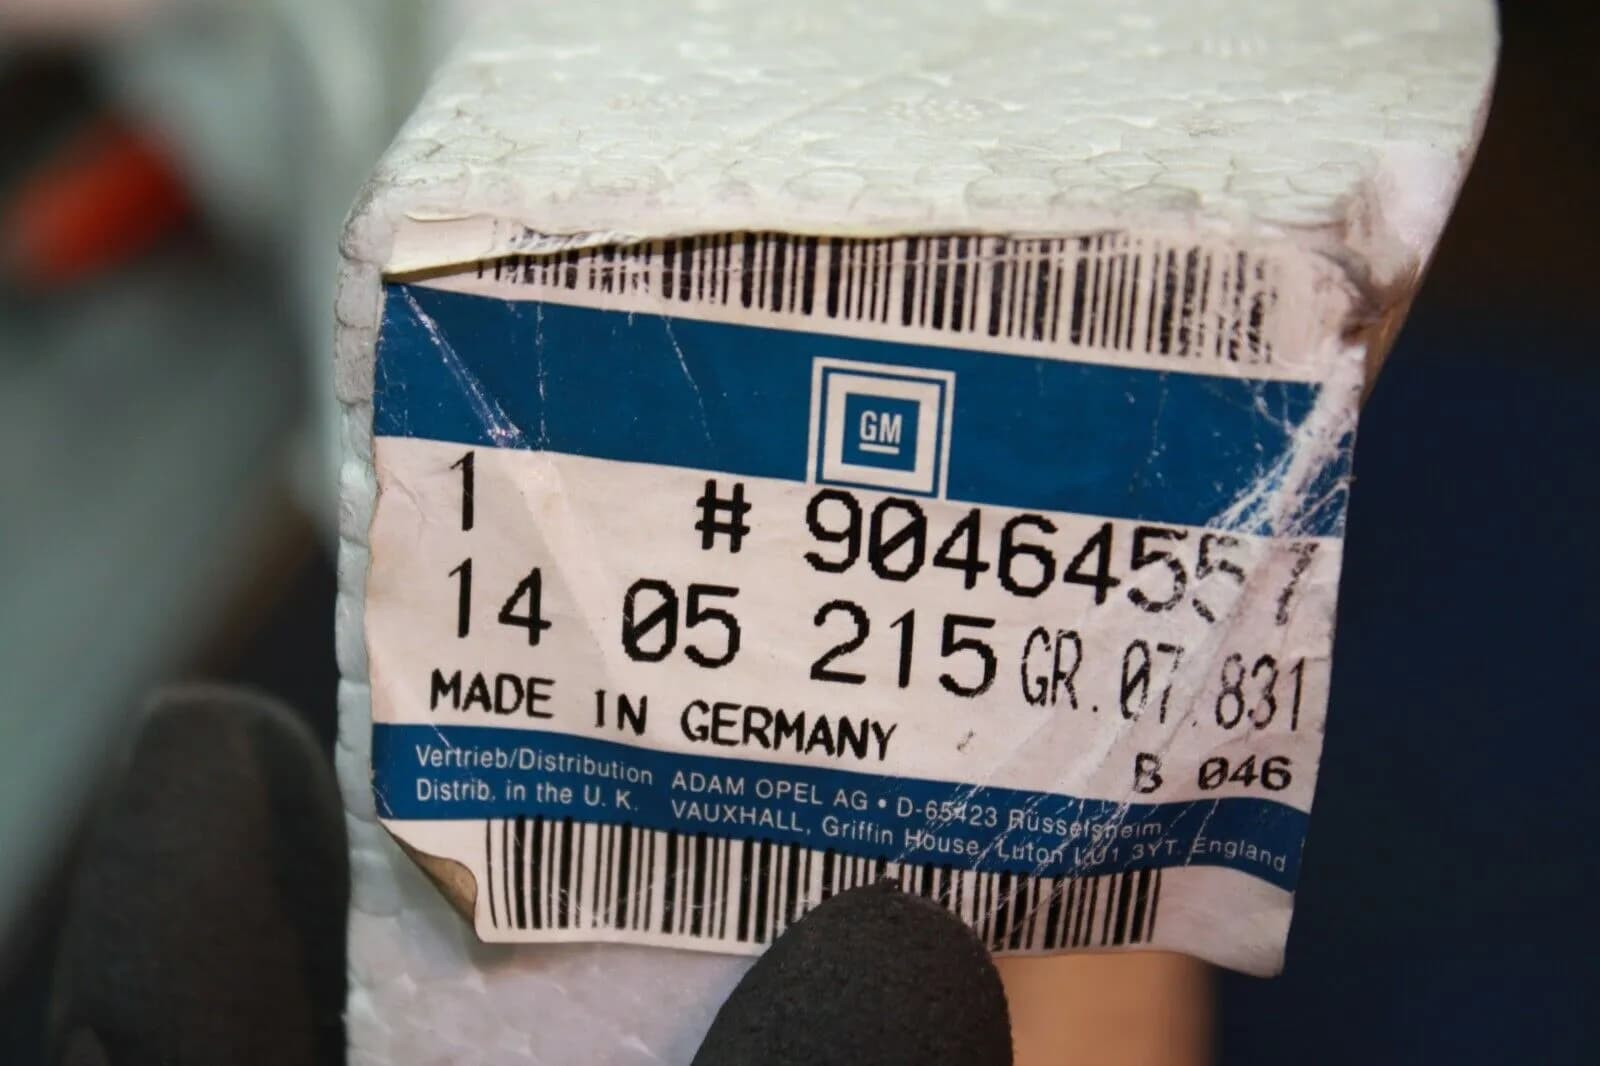 GM
1 # 90464557
14 05 215 GR. 07.831
MADE IN GERMANY
B 046
Vertrieb/Distribution ADAM OPEL AG • D-65423 Rüsselsheim
Distrib. in the U. K. VAUXHALL, Griffin House, Luton LU1 3YT. England